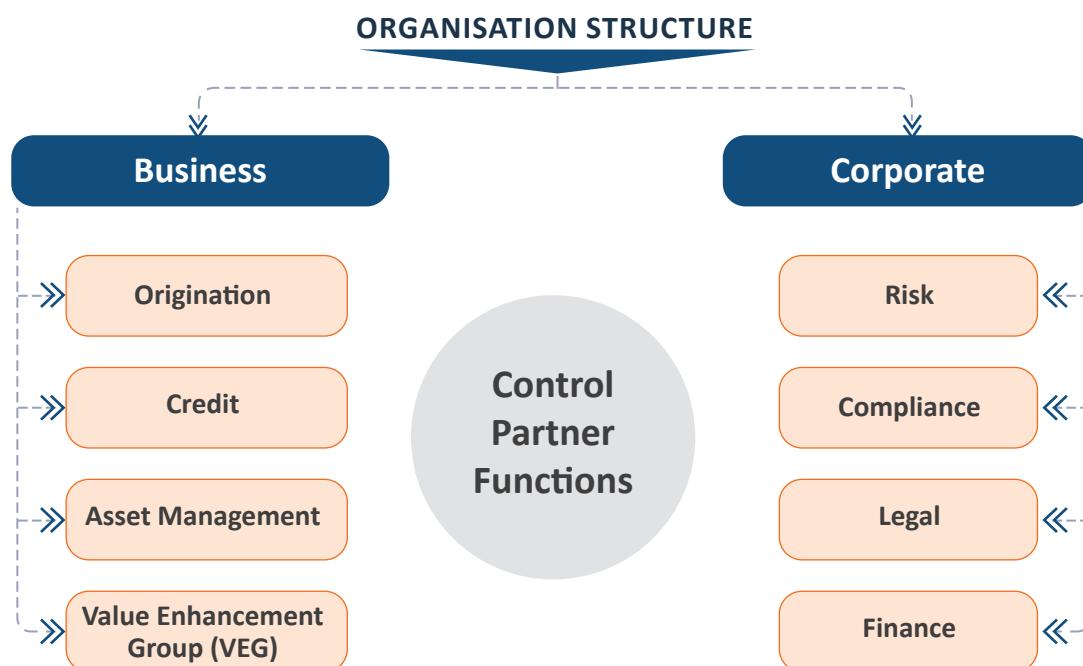 ORGANISATION STRUCTURE
Business
Corporate
Origination
Credit
Asset Management
Value Enhancement
Group (VEG)
Control
Partner
Functions
Risk
Compliance
Legal
Finance